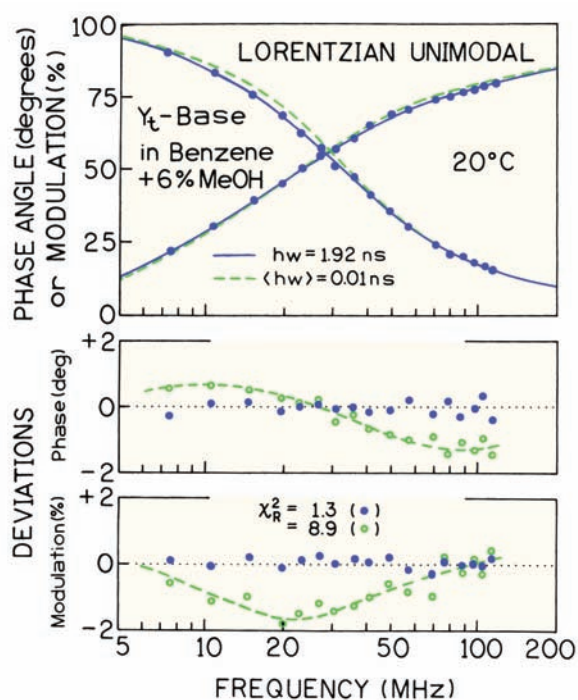 100
LORENTZIAN UNIMODAL
75
Yt-Base
in Benzene
+6% MeOH
20°C
50
25
hw = 1.92 ns
⟨hw⟩ = 0.01 ns
0
PHASE ANGLE (degrees)
or MODULATION (%)
+2
0
-2
Phase (deg)
DEVIATIONS
+2
χ²R = 1.3 (●)
= 8.9 (○)
0
-2
Modulation(%)
5 10 20 50 100 200
FREQUENCY (MHz)